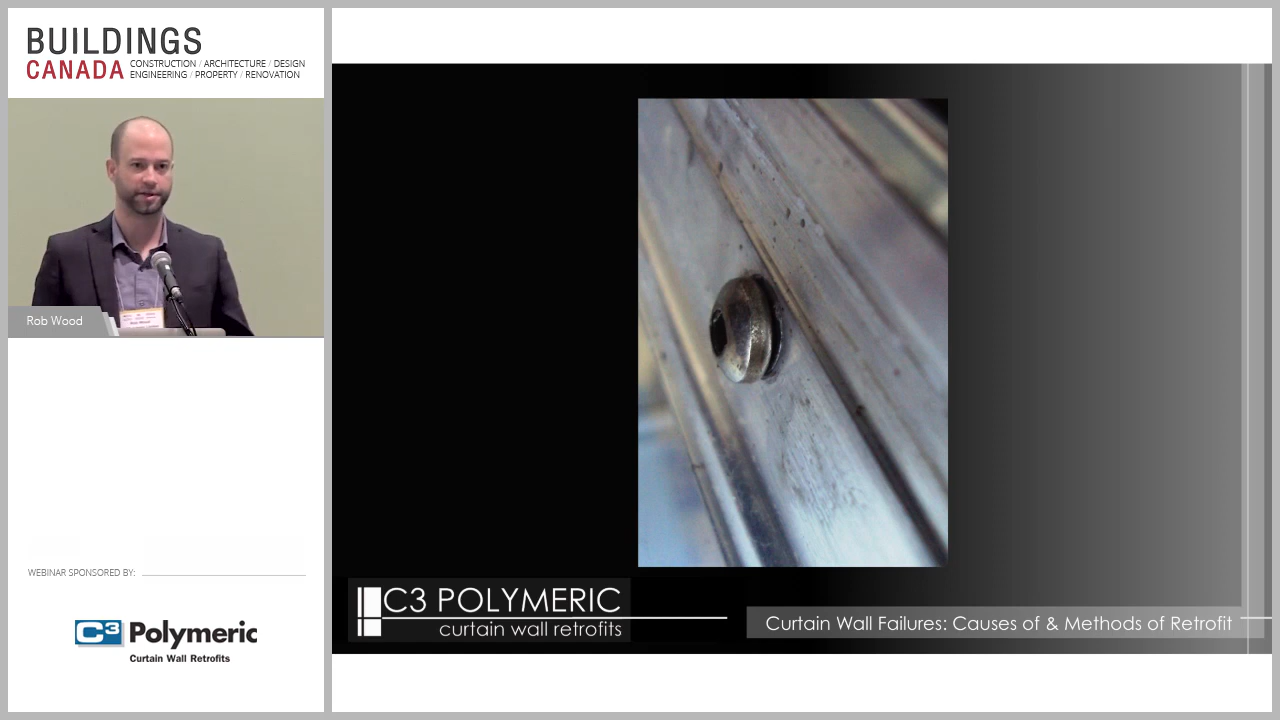 BUILDINGS
CANADA CONSTRUCTION / ARCHITECTURE / DESIGN
ENGINEERING / PROPERTY / RENOVATION
Rob Wood
WEBINAR SPONSORED BY:
C3 Polymeric
Curtain Wall Retrofits
C3 POLYMERIC
curtain wall retrofits
Curtain Wall Failures: Causes of & Methods of Retrofit